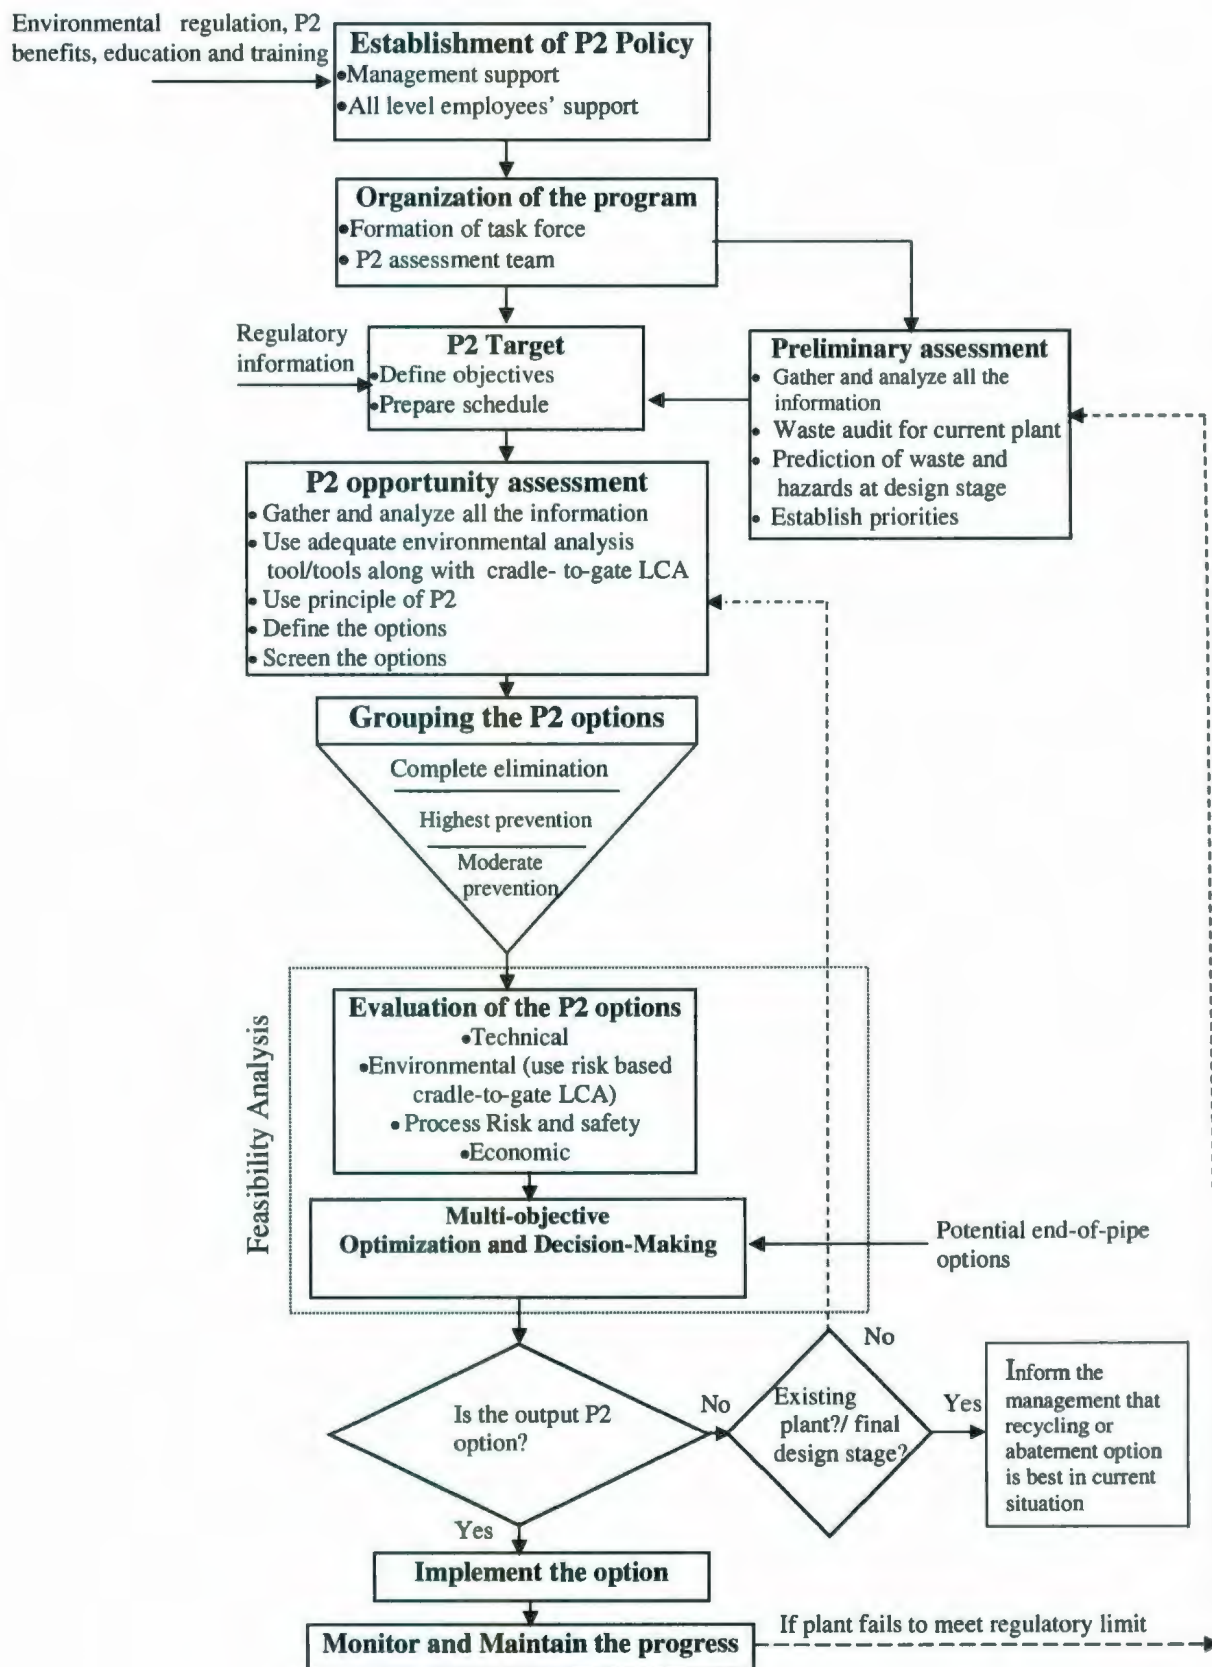 Environmental regulation, P2
benefits, education and training
Establishment of P2 Policy
•Management support
•All level employees' support
Organization of the program
•Formation of task force
• P2 assessment team
Regulatory
information
P2 Target
•Define objectives
•Prepare schedule
Preliminary assessment
• Gather and analyze all the
information
• Waste audit for current plant
• Prediction of waste and
hazards at design stage
• Establish priorities
P2 opportunity assessment
• Gather and analyze all the information
• Use adequate environmental analysis
tool/tools along with cradle- to-gate LCA
• Use principle of P2
• Define the options
• Screen the options
Grouping the P2 options
Complete elimination
Highest prevention
Moderate
prevention
Feasibility Analysis
Evaluation of the P2 options
•Technical
•Environmental (use risk based
cradle-to-gate LCA)
• Process Risk and safety
•Economic
Multi-objective
Optimization and Decision-Making
Potential end-of-pipe
options
Is the output P2
option?
No
Existing
plant?/ final
design stage?
No
Yes
Inform the
management that
recycling or
abatement option
is best in current
situation
Yes
Implement the option
Monitor and Maintain the progress
If plant fails to meet regulatory limit